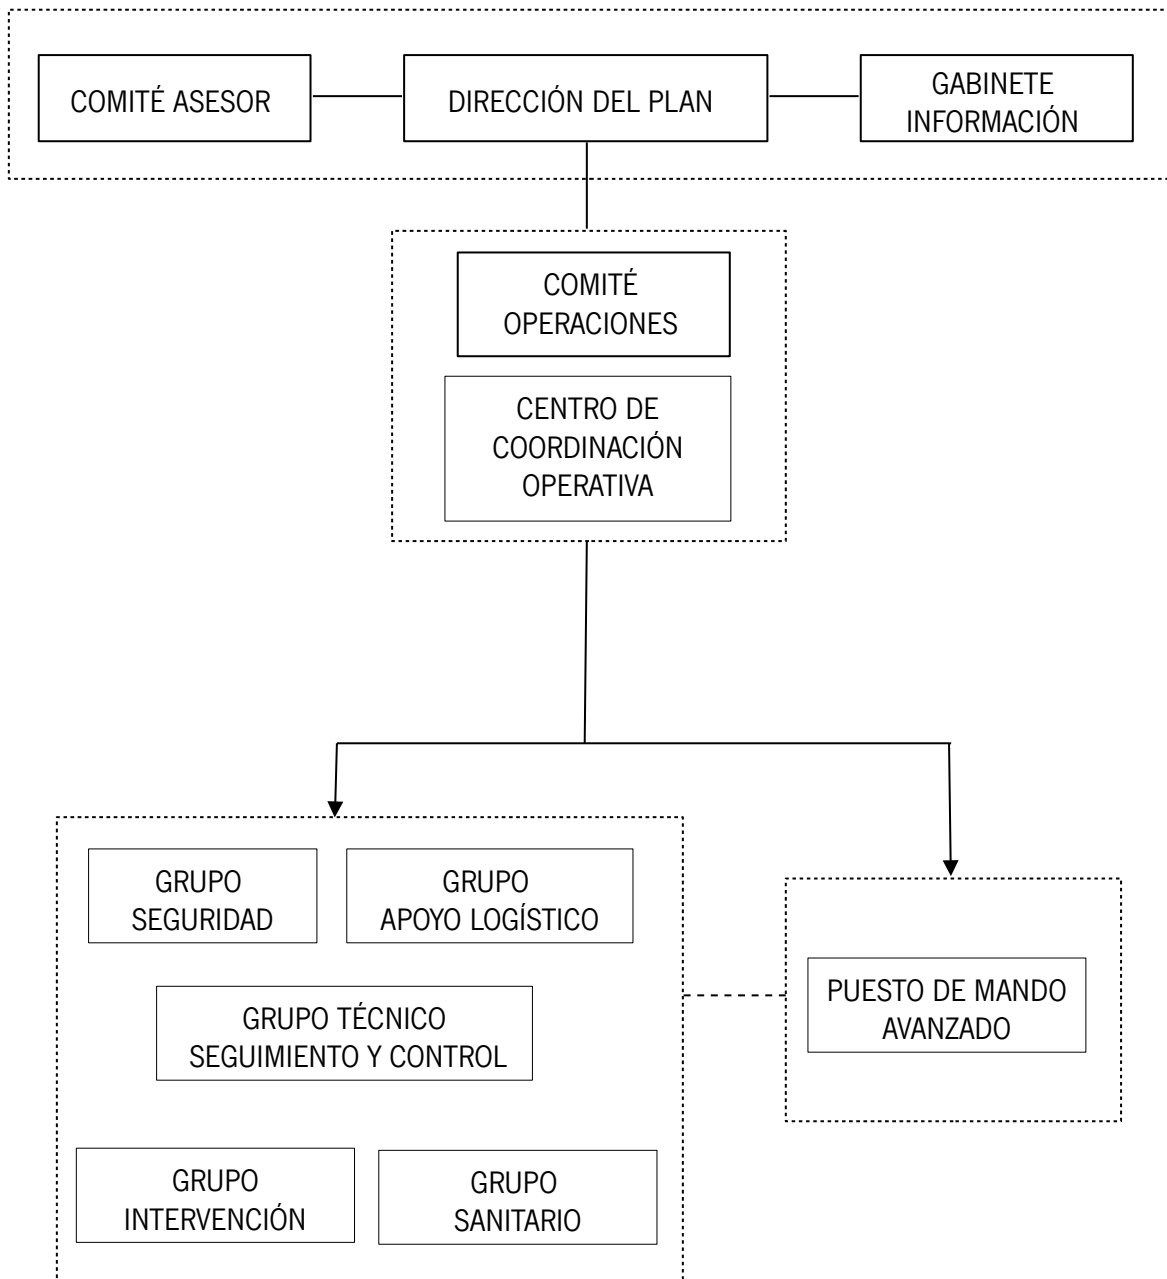 COMITÉ ASESOR
DIRECCIÓN DEL PLAN
GABINETE
INFORMACIÓN
COMITÉ
OPERACIONES
CENTRO DE
COORDINACIÓN
OPERATIVA
GRUPO
SEGURIDAD
GRUPO
APOYO LOGÍSTICO
GRUPO TÉCNICO
SEGUIMIENTO Y CONTROL
PUESTO DE MANDO
AVANZADO
GRUPO
INTERVENCIÓN
GRUPO
SANITARIO